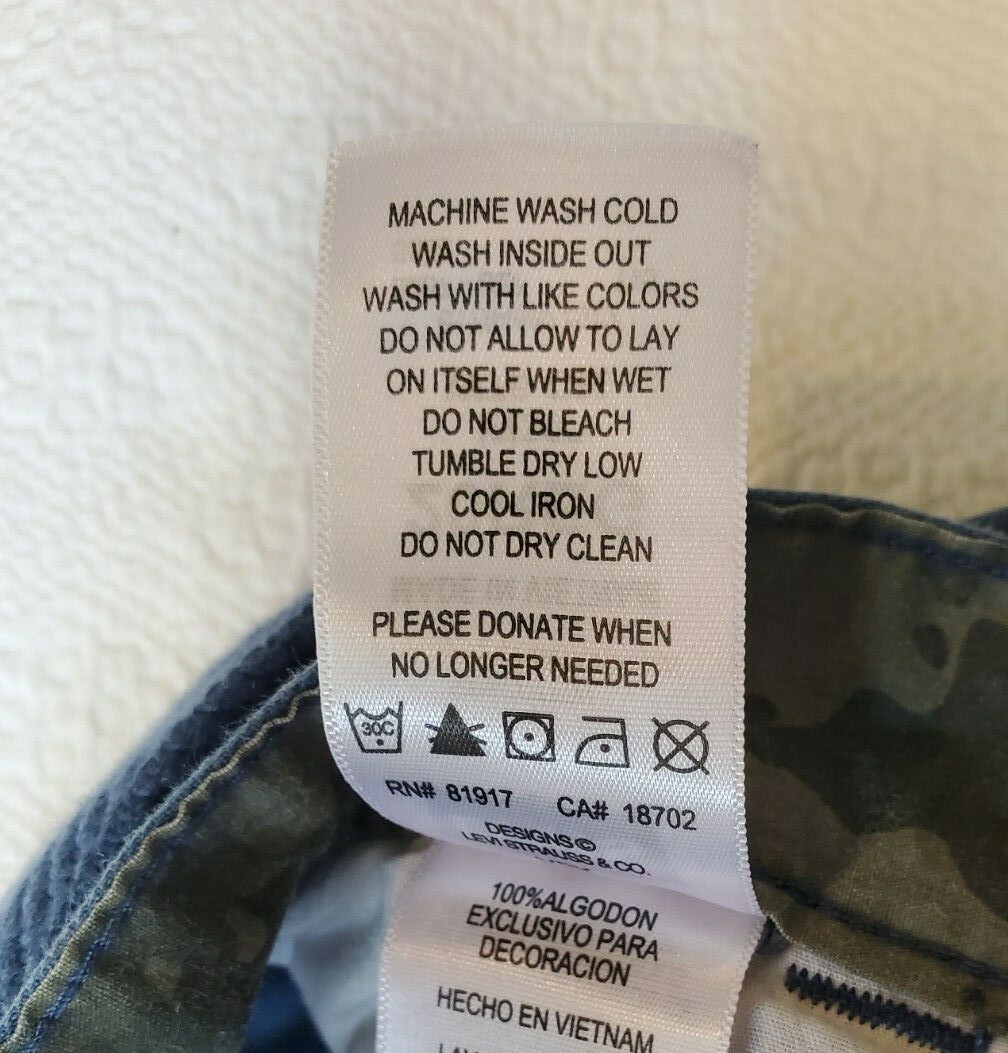 MACHINE WASH COLD
WASH INSIDE OUT
WASH WITH LIKE COLORS
DO NOT ALLOW TO LAY
ON ITSELF WHEN WET
DO NOT BLEACH
TUMBLE DRY LOW
COOL IRON
DO NOT DRY CLEAN
PLEASE DONATE WHEN
NO LONGER NEEDED
30C
RN# 81917 CA# 18702
DESIGNS©
LEVI STRAUSS & CO.
100%ALGODON
EXCLUSIVO PARA
DECORACION
HECHO EN VIETNAM